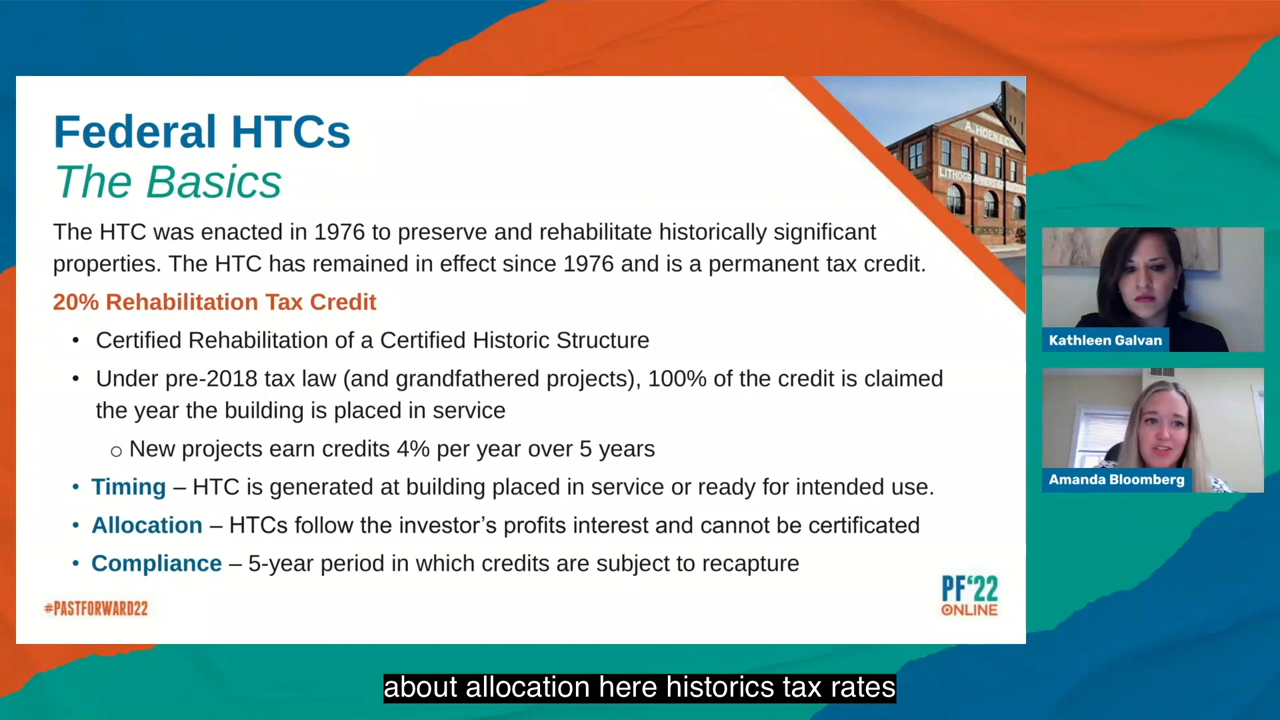 Federal HTCs
The Basics
The HTC was enacted in 1976 to preserve and rehabilitate historically significant
properties. The HTC has remained in effect since 1976 and is a permanent tax credit.
20% Rehabilitation Tax Credit
• Certified Rehabilitation of a Certified Historic Structure
• Under pre-2018 tax law (and grandfathered projects), 100% of the credit is claimed
the year the building is placed in service
o New projects earn credits 4% per year over 5 years
• Timing – HTC is generated at building placed in service or ready for intended use.
• Allocation – HTCs follow the investor's profits interest and cannot be certificated
• Compliance – 5-year period in which credits are subject to recapture
#PASTFORWARD22
PF'22
ONLINE
A. HOEN & CO
Kathleen Galvan
Amanda Bloomberg
about allocation here historics tax rates